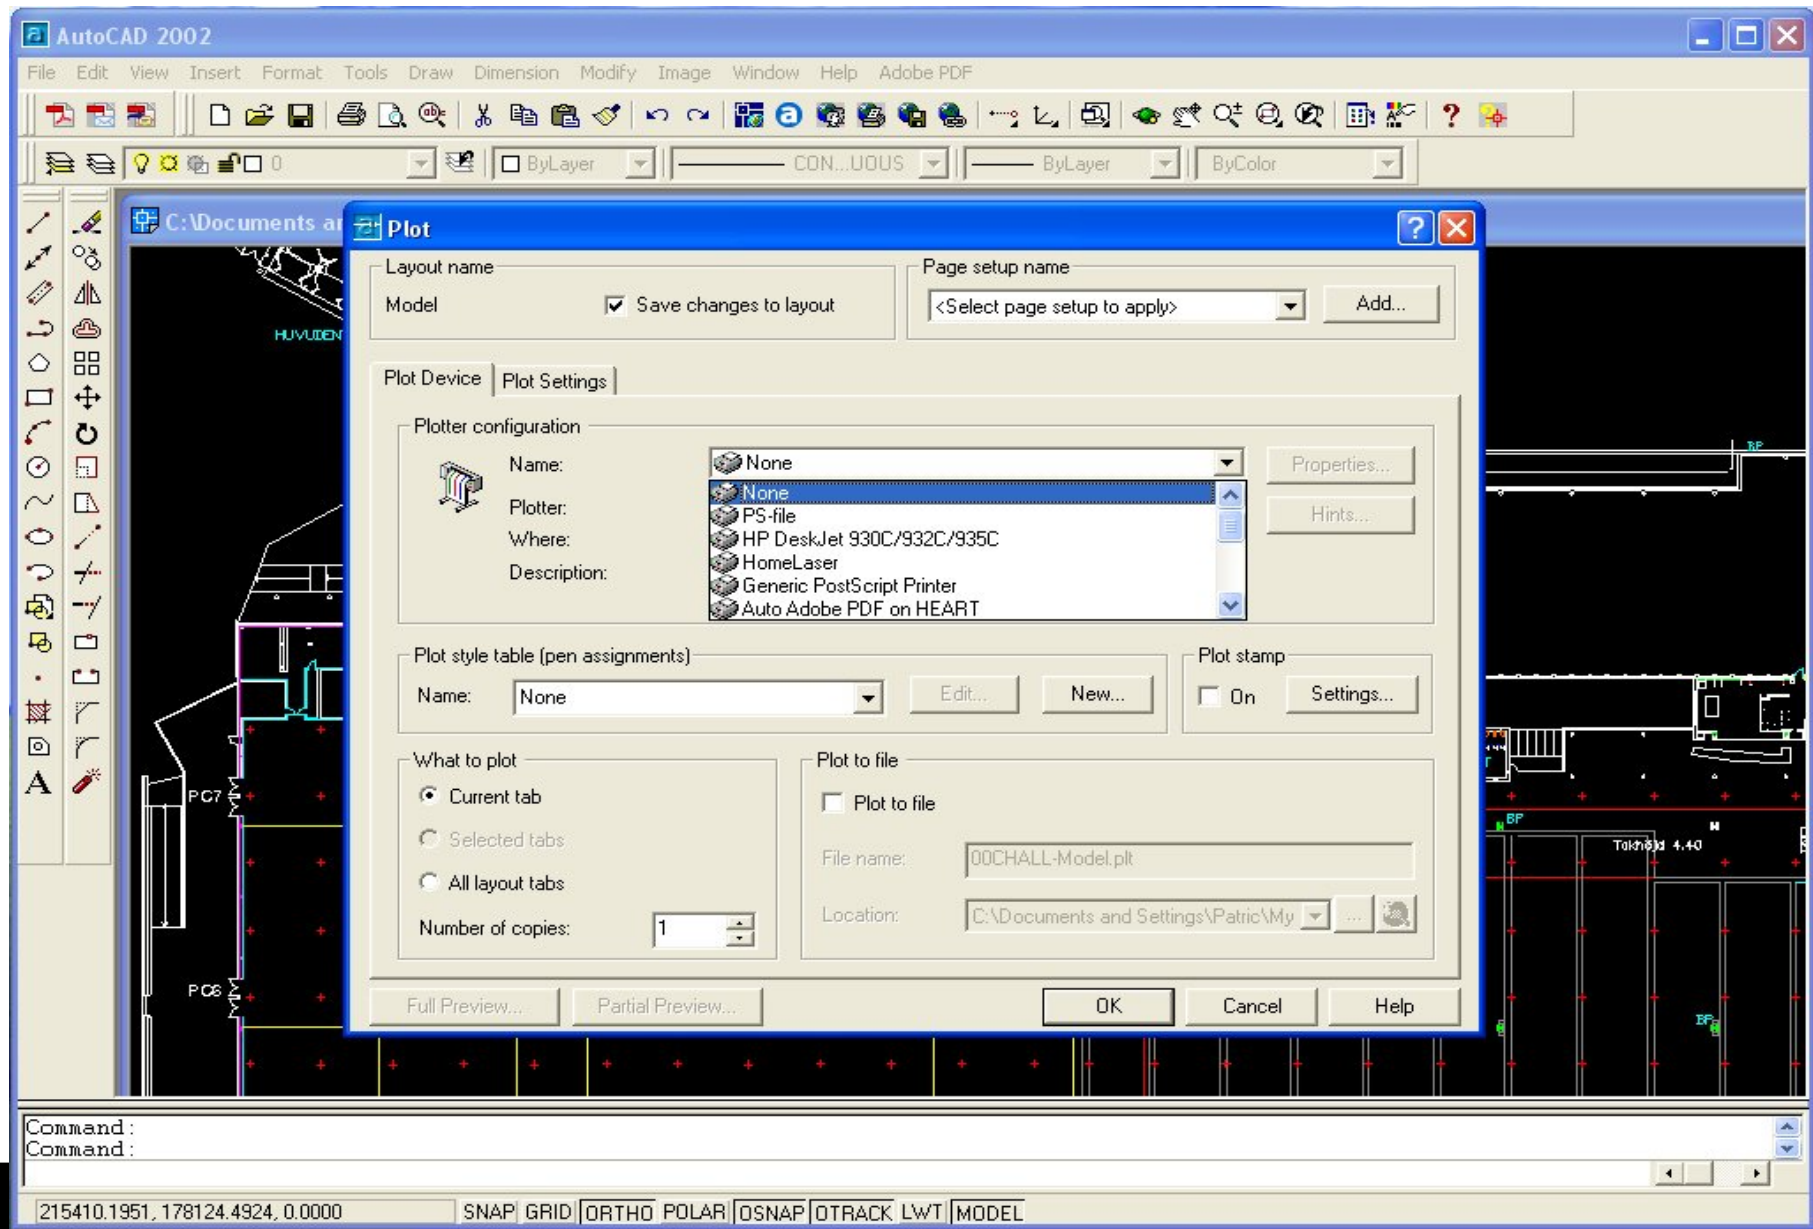 AutoCAD 2002
File Edit View Insert Format Tools Draw Dimension Modify Image Window Help Adobe PDF
0 ByLayer CON...UOUS ByLayer ByColor
C:\Documents
Plot
Layout name
Model
Save changes to layout
Page setup name
<Select page setup to apply>
Add...
Plot Device
Plot Settings
Plotter configuration
Name:
None
Properties...
None
PS-file
HP DeskJet 930C/932C/935C
HomeLaser
Generic PostScript Printer
Auto Adobe PDF on HEART
Plotter:
Where:
Description:
Hints...
Plot style table (pen assignments)
Name:
None
Edit...
New...
Plot stamp
On
Settings...
What to plot
Current tab
Selected tabs
All layout tabs
Number of copies:
1
Plot to file
Plot to file
File name:
00CHALL-Model.plt
Location:
C:\Documents and Settings\Patric\My
...
Full Preview...
Partial Preview...
OK
Cancel
Help
PC7
PC6
BP
BP
4.40
BP
Command:
Command:
215410.1951, 178124.4924, 0.0000
SNAP GRID ORTHO POLAR OSNAP OTRACK LWT MODEL